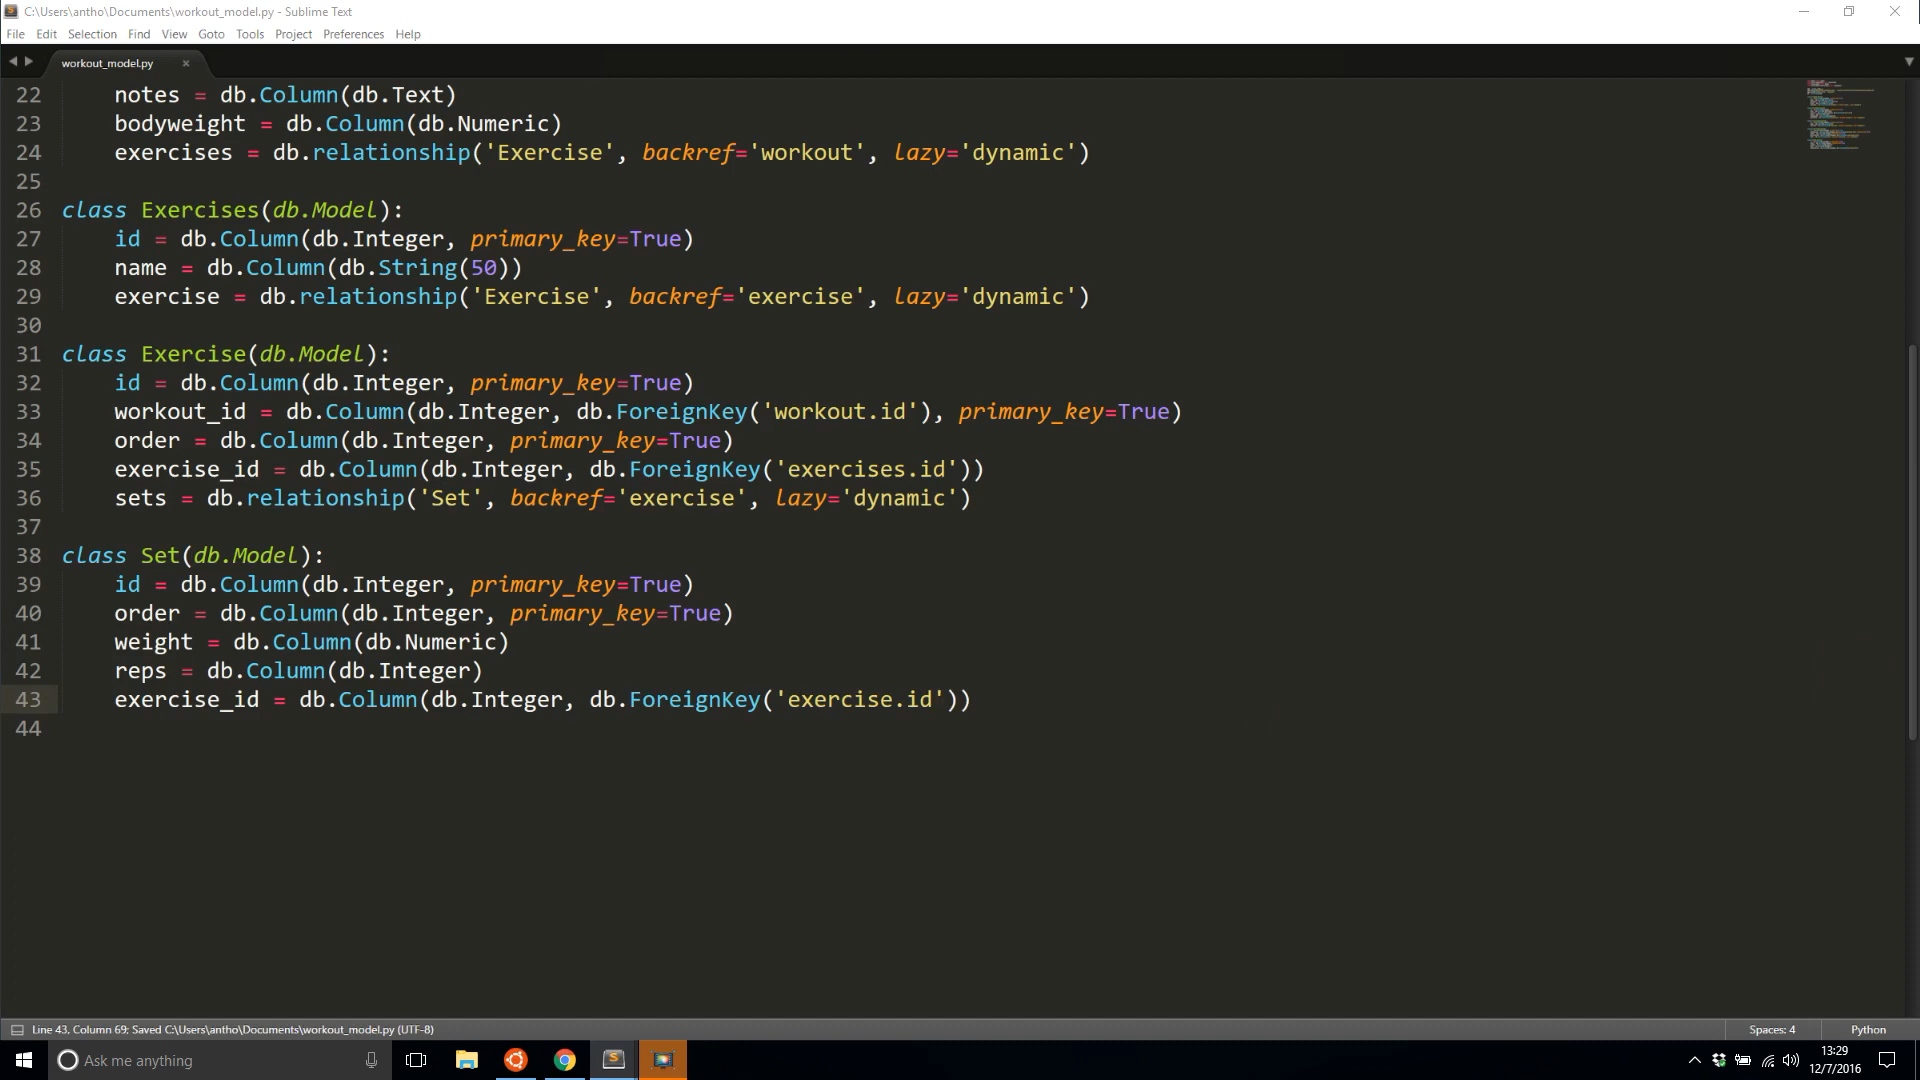 C:\Users\antho\Documents\workout_model.py - Sublime Text
File Edit Selection Find View Goto Tools Project Preferences Help
workout_model.py ×
22     notes = db.Column(db.Text)
23     bodyweight = db.Column(db.Numeric)
24     exercises = db.relationship('Exercise', backref='workout', lazy='dynamic')
25
26 class Exercises(db.Model):
27     id = db.Column(db.Integer, primary_key=True)
28     name = db.Column(db.String(50))
29     exercise = db.relationship('Exercise', backref='exercise', lazy='dynamic')
30
31 class Exercise(db.Model):
32     id = db.Column(db.Integer, primary_key=True)
33     workout_id = db.Column(db.Integer, db.ForeignKey('workout.id'), primary_key=True)
34     order = db.Column(db.Integer, primary_key=True)
35     exercise_id = db.Column(db.Integer, db.ForeignKey('exercises.id'))
36     sets = db.relationship('Set', backref='exercise', lazy='dynamic')
37
38 class Set(db.Model):
39     id = db.Column(db.Integer, primary_key=True)
40     order = db.Column(db.Integer, primary_key=True)
41     weight = db.Column(db.Numeric)
42     reps = db.Column(db.Integer)
43     exercise_id = db.Column(db.Integer, db.ForeignKey('exercise.id'))
44
Line 43, Column 69; Saved C:\Users\antho\Documents\workout_model.py (UTF-8) Spaces: 4 Python
Ask me anything
13:29
12/7/2016